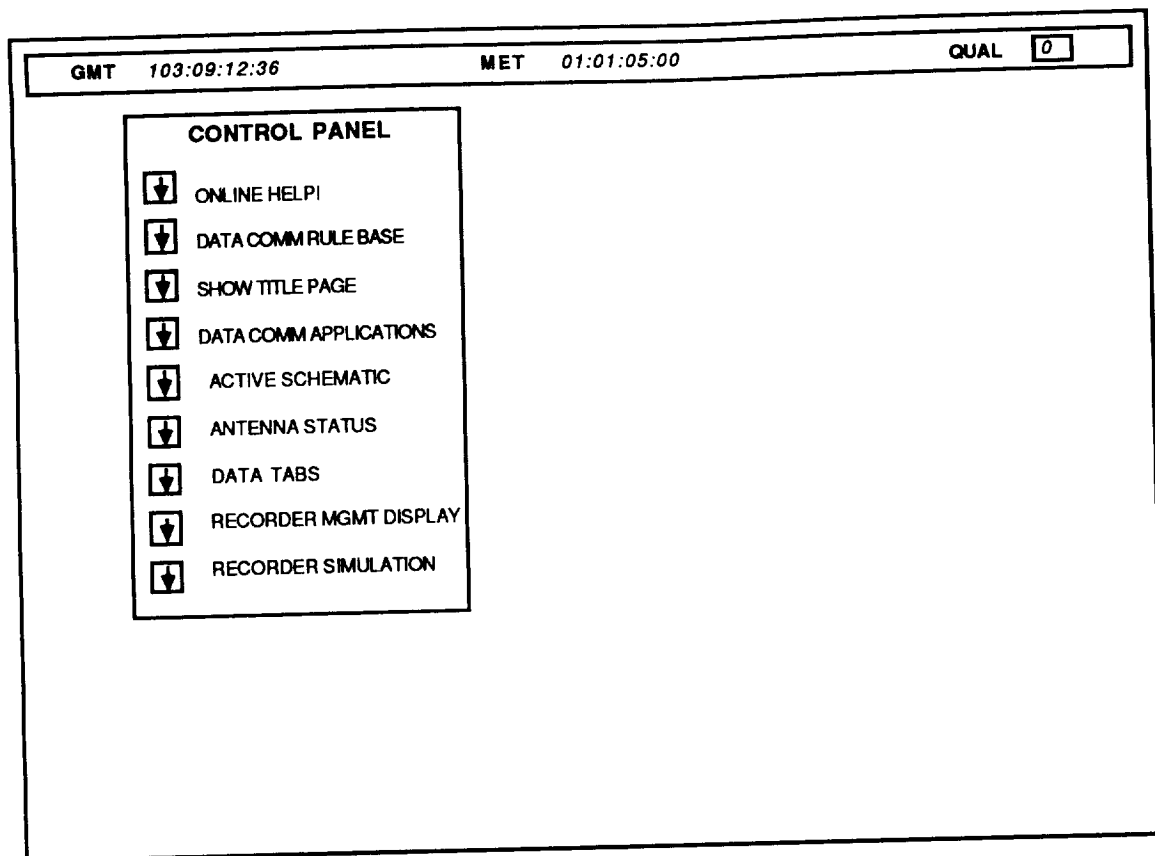 GMT 103:09:12:36 MET 01:01:05:00 QUAL 0
CONTROL PANEL
ONLINE HELP!
DATA COMM RULE BASE
SHOW TITLE PAGE
DATA COMM APPLICATIONS
ACTIVE SCHEMATIC
ANTENNA STATUS
DATA TABS
RECORDER MGMT DISPLAY
RECORDER SIMULATION